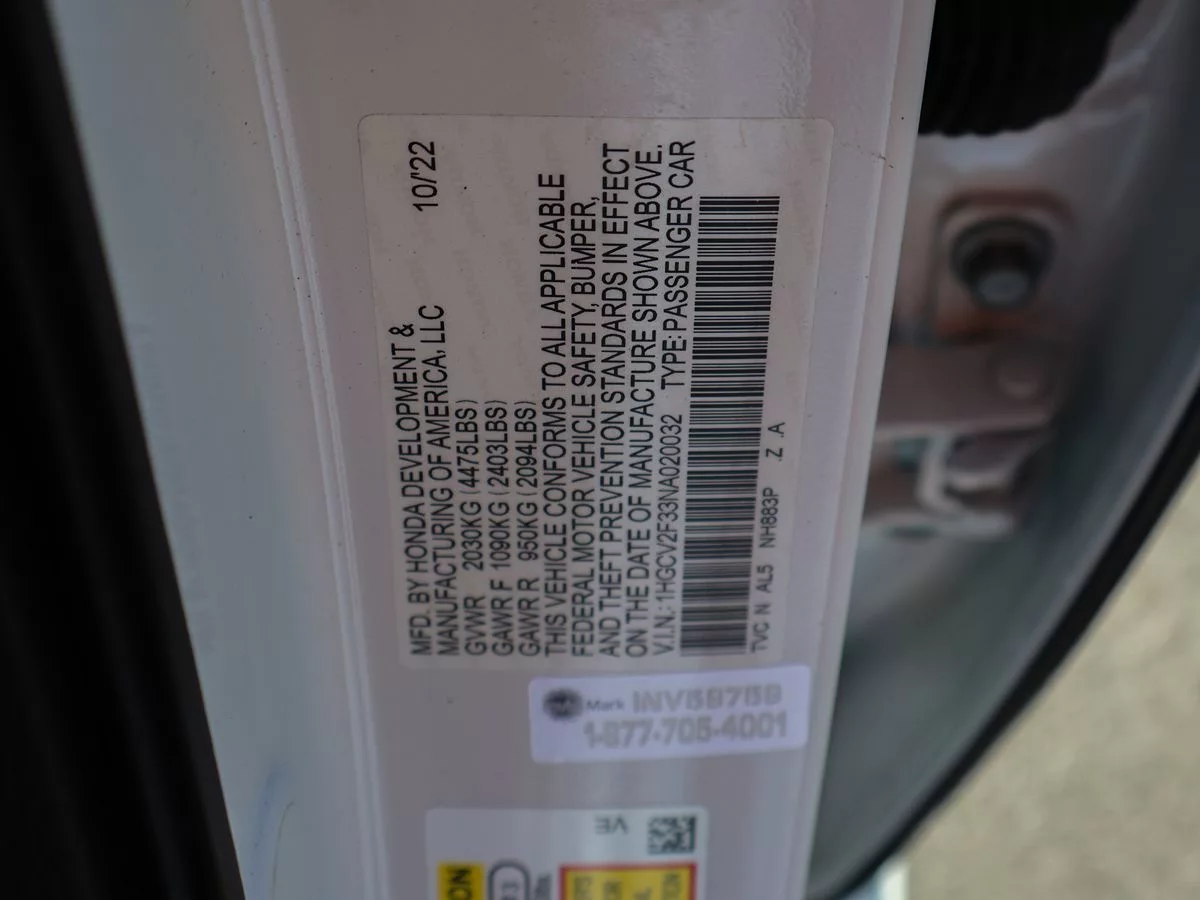 MFD. BY HONDA DEVELOPMENT &
MANUFACTURING OF AMERICA, LLC 10/'22
GVWR 2030KG (4475LBS)
GAWR F 1090KG (2403LBS)
GAWR R 950KG (2094LBS)
THIS VEHICLE CONFORMS TO ALL APPLICABLE
FEDERAL MOTOR VEHICLE SAFETY, BUMPER,
AND THEFT PREVENTION STANDARDS IN EFFECT
ON THE DATE OF MANUFACTURE SHOWN ABOVE.
V.I.N.: 1HGCV2F33NA020032 TYPE: PASSENGER CAR
TVC N AL5 NH883P .Z .A
Mark
1-877-705-4001
VE